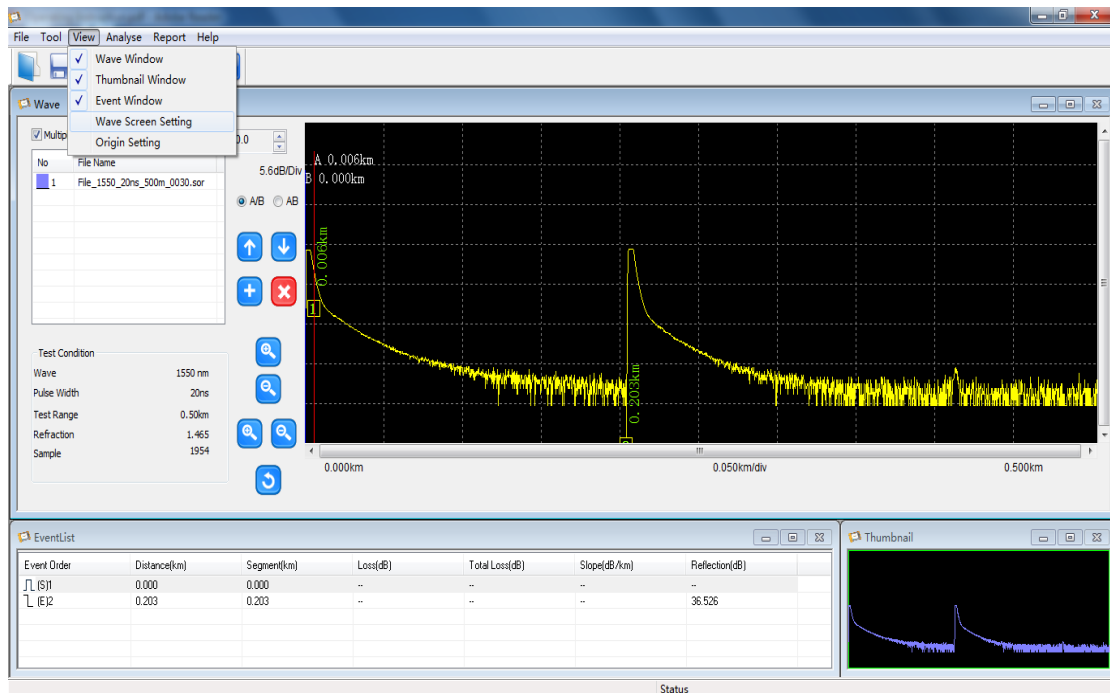 File Tool View Analyse Report Help
Wave Window
Thumbnail Window
Event Window
Wave Screen Setting
Origin Setting
Wave
Multip
0.0
No File Name
1 File_1550_20ns_500m_0030.sor
5.6dB/Div
A/B AB
A 0.006km
B 0.000km
0.006km
1
0.203km
Test Condition
Wave 1550 nm
Pulse Width 20ns
Test Range 0.50km
Refraction 1.465
Sample 1954
0.000km 0.050km/div 0.500km
EventList
Event Order Distance(km) Segment(km) Loss(dB) Total Loss(dB) Slope(dB/km) Reflection(dB)
(S)1 0.000 0.000 -- -- -- --
(E)2 0.203 0.203 -- -- -- 36.526
Thumbnail
Status